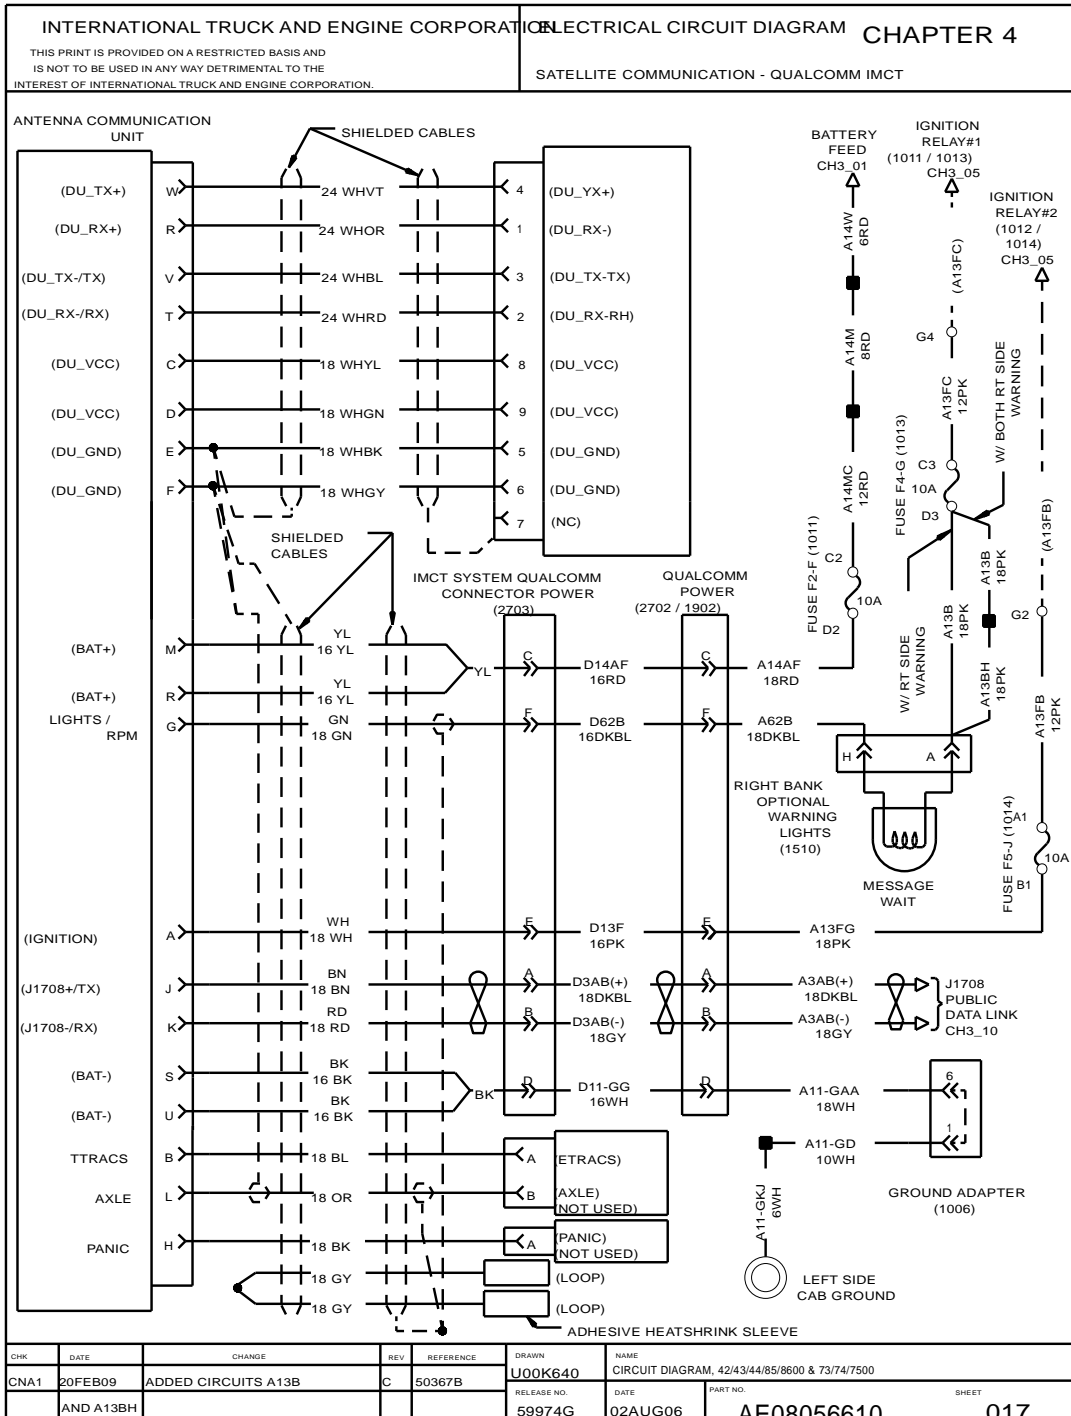 INTERNATIONAL TRUCK AND ENGINE CORPORATION
THIS PRINT IS PROVIDED ON A RESTRICTED BASIS AND
IS NOT TO BE USED IN ANY WAY DETRIMENTAL TO THE
INTEREST OF INTERNATIONAL TRUCK AND ENGINE CORPORATION.
ELECTRICAL CIRCUIT DIAGRAM
CHAPTER 4
SATELLITE COMMUNICATION - QUALCOMM IMCT
ANTENNA COMMUNICATION
UNIT
SHIELDED CABLES
(DU_TX+) W 24 WHVT 4 (DU_YX+)
(DU_RX+) R 24 WHOR 1 (DU_RX-)
(DU_TX-/TX) V 24 WHBL 3 (DU_TX-TX)
(DU_RX-/RX) T 24 WHRD 2 (DU_RX-RH)
(DU_VCC) C 18 WHYL 8 (DU_VCC)
(DU_VCC) D 18 WHGN 9 (DU_VCC)
(DU_GND) E 18 WHBK 5 (DU_GND)
(DU_GND) F 18 WHGY 6 (DU_GND)
7 (NC)
SHIELDED
CABLES
BATTERY
FEED
CH3_01
A14W
6RD
A14M
8RD
A14MC
12RD
FUSE F2-F (1011)
C2
10A
D2
IGNITION
RELAY#1
(1011 / 1013)
CH3_05
(A13FC)
G4
A13FC
12PK
FUSE F4-G (1013)
C3
10A
D3
W/ BOTH RT SIDE
WARNING
W/ RT SIDE
WARNING
A13B
18PK
A13B
18PK
A13BH
18PK
IGNITION
RELAY#2
(1012 /
1014)
CH3_05
(A13FB)
G2
A13FB
12PK
FUSE F5-J (1014)
A1
10A
B1
IMCT SYSTEM QUALCOMM
CONNECTOR POWER
(2703)
QUALCOMM
POWER
(2702 / 1902)
(BAT+) M YL
16 YL
(BAT+) R YL
16 YL
YL C D14AF
16RD
C A14AF
18RD
LIGHTS /
RPM
G GN
18 GN
F D62B
16DKBL
F A62B
18DKBL
H A
RIGHT BANK
OPTIONAL
WARNING
LIGHTS
(1510)
MESSAGE
WAIT
(IGNITION) A WH
18 WH
E D13F
16PK
E A13FG
18PK
(J1708+/TX) J BN
18 BN
A D3AB(+)
18DKBL
A A3AB(+)
18DKBL
(J1708-/RX) K RD
18 RD
B D3AB(-)
18GY
B A3AB(-)
18GY
J1708
PUBLIC
DATA LINK
CH3_10
(BAT-) S BK
16 BK
(BAT-) U BK
16 BK
BK D D11-GG
16WH
D A11-GAA
18WH
6
1
A11-GD
10WH
A11-GKJ
6WH
GROUND ADAPTER
(1006)
LEFT SIDE
CAB GROUND
TTRACS B 18 BL A (ETRACS)
AXLE L 18 OR B (AXLE)
(NOT USED)
PANIC H 18 BK A (PANIC)
(NOT USED)
18 GY (LOOP)
18 GY (LOOP)
ADHESIVE HEATSHRINK SLEEVE
CHK DATE CHANGE REV REFERENCE
CNA1 20FEB09 ADDED CIRCUITS A13B C 50367B
AND A13BH
DRAWN
U00K640
NAME
CIRCUIT DIAGRAM, 42/43/44/85/8600 & 73/74/7500
RELEASE NO.
59974G
DATE
02AUG06
PART NO.
AE08056610
SHEET
017